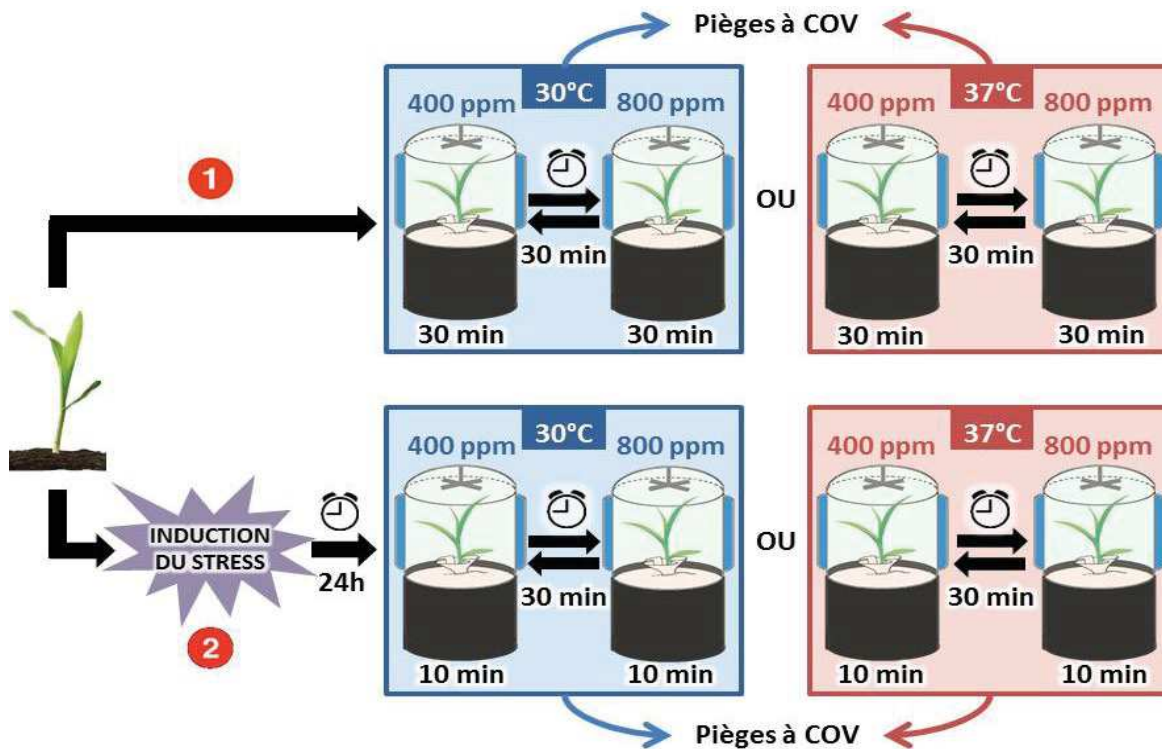 Pièges à COV
30°C
37°C
400 ppm
800 ppm
400 ppm
800 ppm
1
OU
30 min
30 min
30 min
30 min
30 min
30 min
30°C
37°C
400 ppm
800 ppm
400 ppm
800 ppm
INDUCTION
DU STRESS
24h
OU
30 min
30 min
2
10 min
10 min
10 min
10 min
Pièges à COV